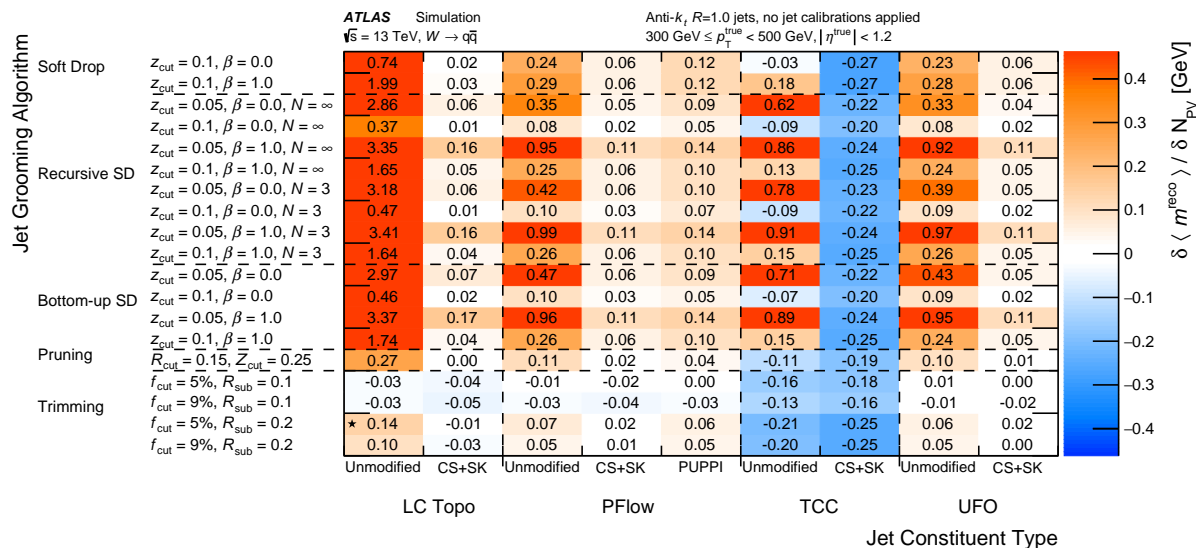 ATLAS Simulation
√s = 13 TeV, W → qq̄
Anti-k_t R=1.0 jets, no jet calibrations applied
300 GeV ≤ p_T^true < 500 GeV, |η^true| < 1.2
Jet Grooming Algorithm
Soft Drop
z_cut = 0.1, β = 0.0 0.74 0.02 0.24 0.06 0.12 -0.03 -0.27 0.23 0.06
z_cut = 0.1, β = 1.0 1.99 0.03 0.29 0.06 0.12 0.18 -0.27 0.28 0.06
Recursive SD
z_cut = 0.05, β = 0.0, N = ∞ 2.86 0.06 0.35 0.05 0.09 0.62 -0.22 0.33 0.04
z_cut = 0.1, β = 0.0, N = ∞ 0.37 0.01 0.08 0.02 0.05 -0.09 -0.20 0.08 0.02
z_cut = 0.05, β = 1.0, N = ∞ 3.35 0.16 0.95 0.11 0.14 0.86 -0.24 0.92 0.11
z_cut = 0.1, β = 1.0, N = ∞ 1.65 0.05 0.25 0.06 0.10 0.13 -0.25 0.24 0.05
z_cut = 0.05, β = 0.0, N = 3 3.18 0.06 0.42 0.06 0.10 0.78 -0.23 0.39 0.05
z_cut = 0.1, β = 0.0, N = 3 0.47 0.01 0.10 0.03 0.07 -0.09 -0.22 0.09 0.02
z_cut = 0.05, β = 1.0, N = 3 3.41 0.16 0.99 0.11 0.14 0.91 -0.24 0.97 0.11
z_cut = 0.1, β = 1.0, N = 3 1.64 0.04 0.26 0.06 0.10 0.15 -0.25 0.26 0.05
Bottom-up SD
z_cut = 0.05, β = 0.0 2.97 0.07 0.47 0.06 0.09 0.71 -0.22 0.43 0.05
z_cut = 0.1, β = 0.0 0.46 0.02 0.10 0.03 0.05 -0.07 -0.20 0.09 0.02
z_cut = 0.05, β = 1.0 3.37 0.17 0.96 0.11 0.14 0.89 -0.24 0.95 0.11
z_cut = 0.1, β = 1.0 1.74 0.04 0.26 0.06 0.10 0.15 -0.25 0.24 0.05
Pruning
R_cut = 0.15, Z_cut = 0.25 0.27 0.00 0.11 0.02 0.04 -0.11 -0.19 0.10 0.01
Trimming
f_cut = 5%, R_sub = 0.1 -0.03 -0.04 -0.01 -0.02 0.00 -0.16 -0.18 0.01 0.00
f_cut = 9%, R_sub = 0.1 -0.03 -0.05 -0.03 -0.04 -0.03 -0.13 -0.16 -0.01 -0.02
f_cut = 5%, R_sub = 0.2 ★ 0.14 -0.01 0.07 0.02 0.06 -0.21 -0.25 0.06 0.02
f_cut = 9%, R_sub = 0.2 0.10 -0.03 0.05 0.01 0.05 -0.20 -0.25 0.05 0.00
Unmodified CS+SK Unmodified CS+SK PUPPI Unmodified CS+SK Unmodified CS+SK
LC Topo PFlow TCC UFO
Jet Constituent Type
0.4
0.3
0.2
0.1
0
−0.1
−0.2
−0.3
−0.4
δ ⟨ m^reco ⟩ / δ N_PV [GeV]